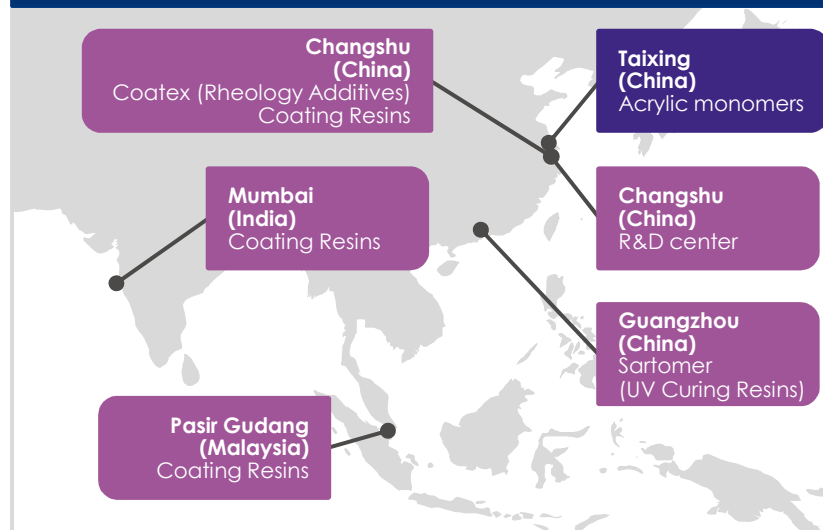 Changshu
(China)
Coatex (Rheology Additives)
Coating Resins
Taixing
(China)
Acrylic monomers
Mumbai
(India)
Coating Resins
Changshu
(China)
R&D center
Guangzhou
(China)
Sartomer
(UV Curing Resins)
Pasir Gudang
(Malaysia)
Coating Resins